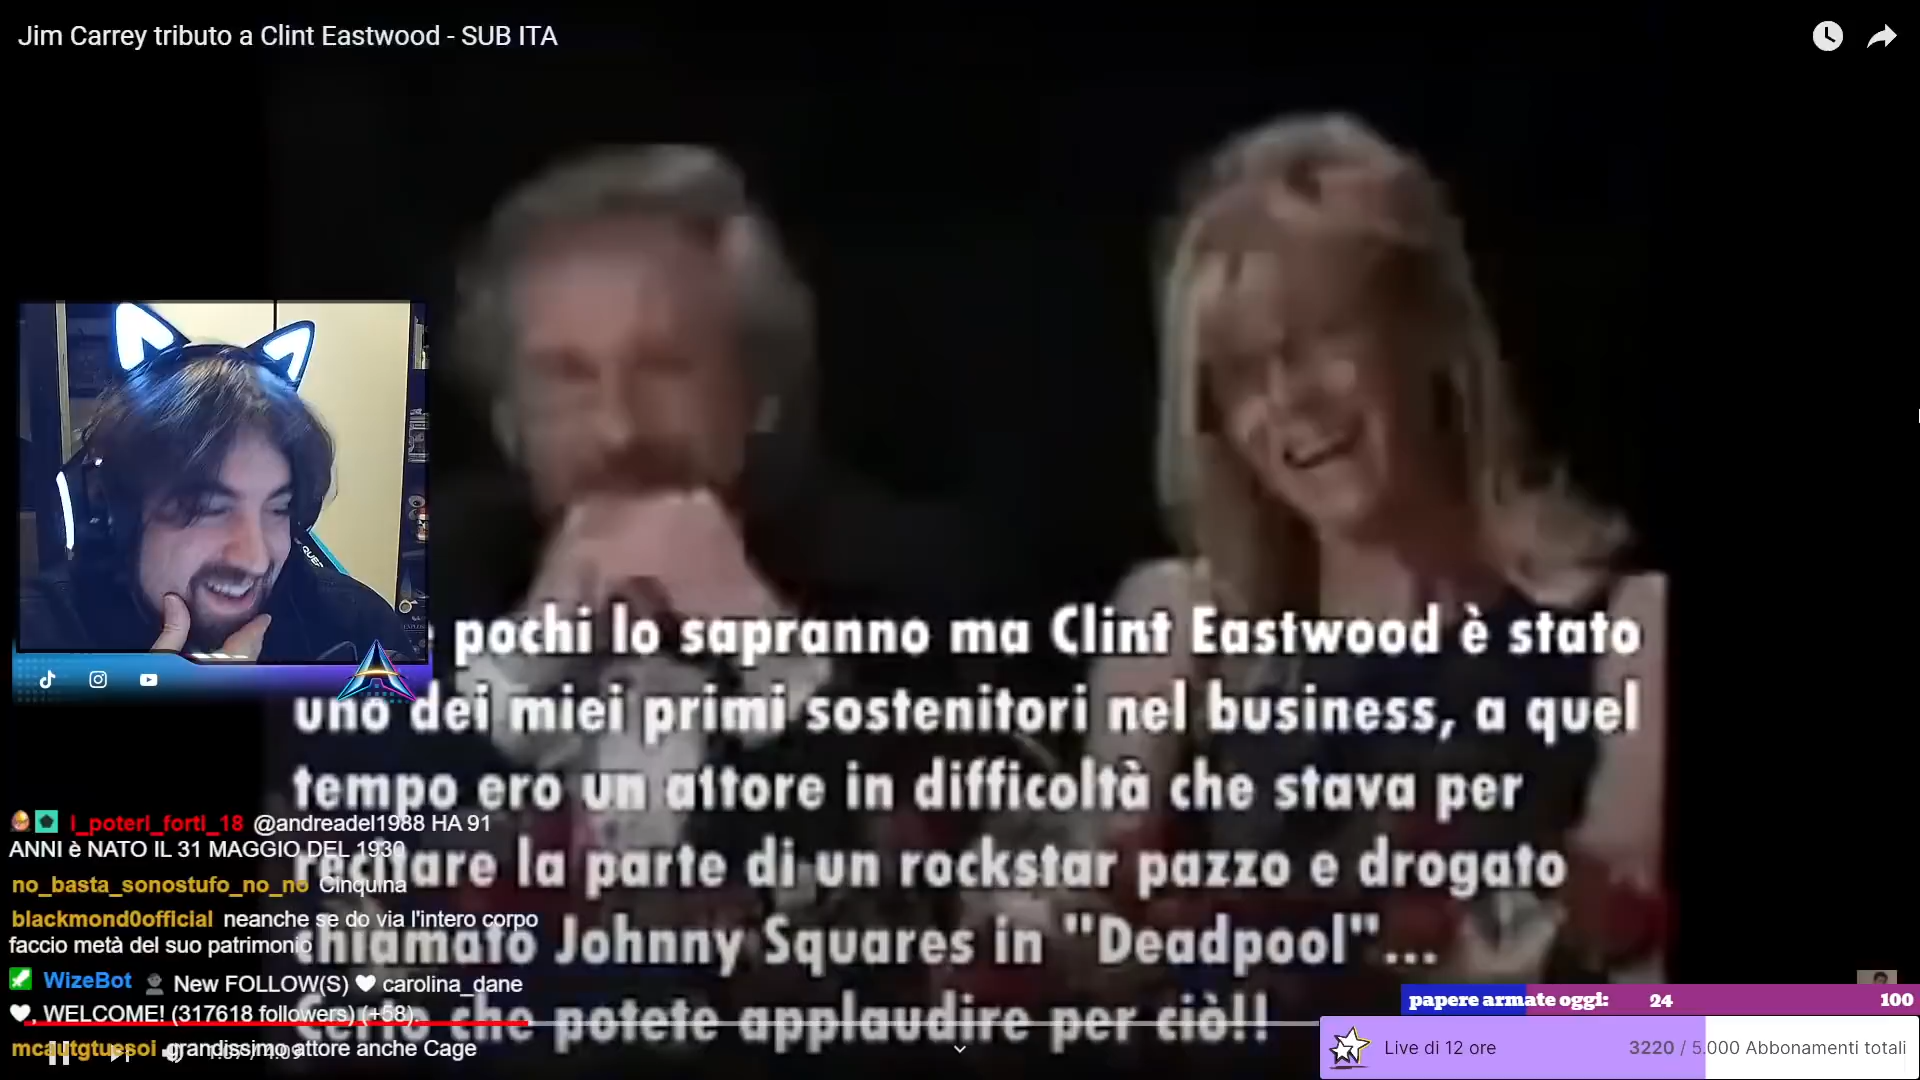 Jim Carrey tributo a Clint Eastwood - SUB ITA
pochi lo sapranno ma Clint Eastwood è stato
uno dei miei primi sostenitori nel business, a quel
tempo ero un attore in difficoltà che stava per
recitare la parte di un rockstar pazzo e drogato
chiamato Johnny Squares in "Deadpool"...
che potete applaudire per ciò!!
I_poterI_fortI_18 @andreadel1988 HA 91
ANNI è NATO IL 31 MAGGIO DEL 1930
no_basta_sonostufo_no_no Cinquina
blackmond0official neanche se do via l'intero corpo
faccio metà del suo patrimonio
WizeBot New FOLLOW(S) carolina_dane
, WELCOME! (317618 followers) (+58)
grandissimo attore anche Cage
papere armate oggi: 24 100
Live di 12 ore 3220 / 5.000 Abbonamenti totali